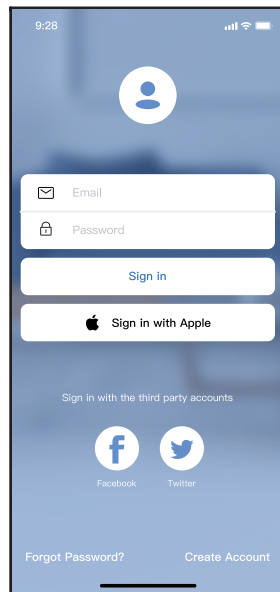 9:28
Email
Password
Sign in
Sign in with Apple
Sign in with the third party accounts
Facebook Twitter
Forgot Password? Create Account